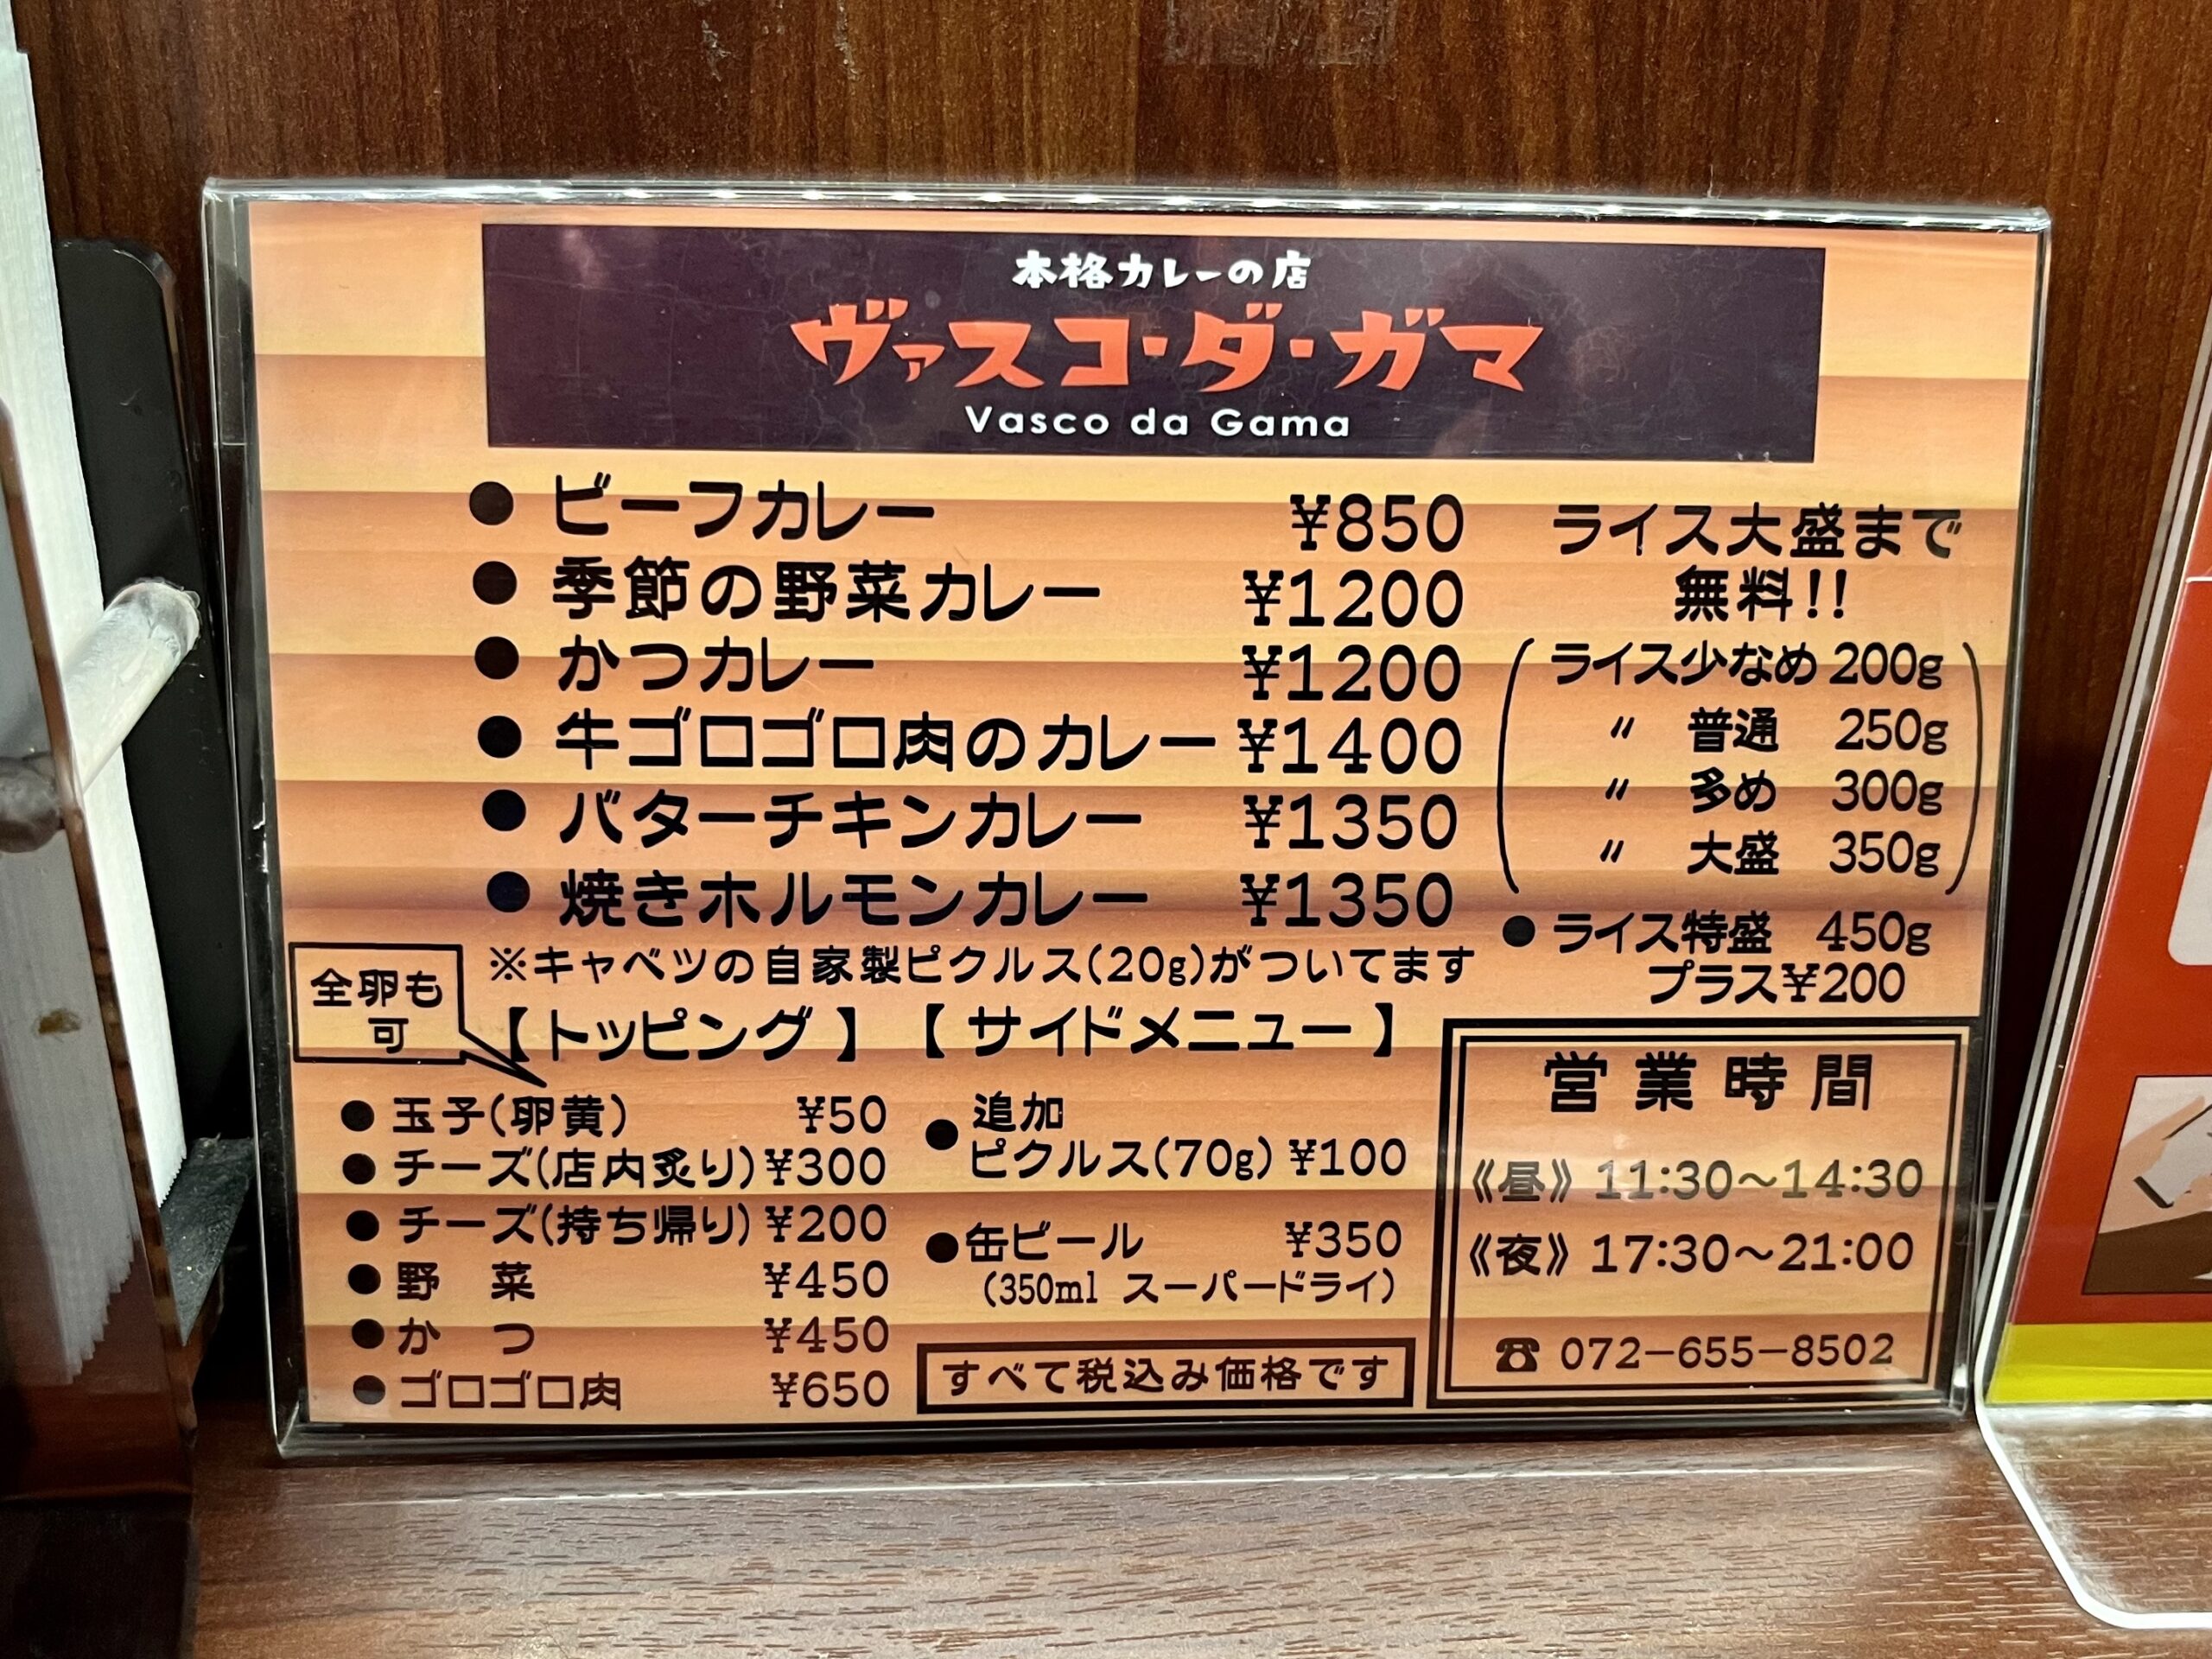 本格カレーの店
ヴァスコ・ダ・ガマ
Vasco da Gama
● ビーフカレー ¥850
● 季節の野菜カレー ¥1200
● かつカレー ¥1200
● 牛ゴロゴロ肉のカレー ¥1400
● バターチキンカレー ¥1350
● 焼きホルモンカレー ¥1350
※キャベツの自家製ピクルス(20g)がついてます
ライス大盛まで
無料!!
ライス少なめ 200g
〃 普通 250g
〃 多め 300g
〃 大盛 350g
● ライス特盛 450g
プラス¥200
全卵も
可
【トッピング】
● 玉子(卵黄) ¥50
● チーズ(店内炙り) ¥300
● チーズ(持ち帰り) ¥200
● 野 菜 ¥450
● か つ ¥450
● ゴロゴロ肉 ¥650
【サイドメニュー】
● 追加
ピクルス(70g) ¥100
● 缶ビール ¥350
(350ml スーパードライ)
すべて税込み価格です
営業時間
《昼》 11:30～14:30
《夜》 17:30～21:00
☎ 072−655−8502